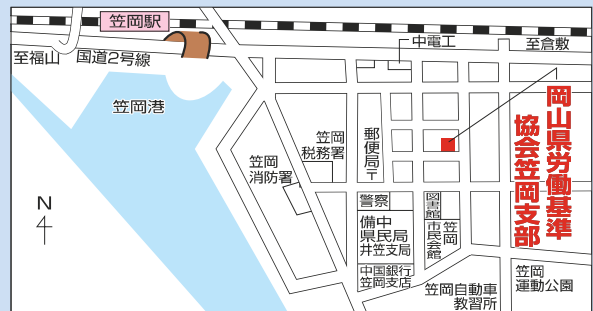 笠岡駅
中電工
至倉敷
至福山
国道2号線
笠岡港
岡山県労働基準
協会笠岡支部
笠岡
税務署
郵便局〒
笠岡
消防署
N
警察
図書館
備中
県民局
井笠支局
笠岡
市民会館
中国銀行
笠岡支店
笠岡自動車
教習所
笠岡
運動公園